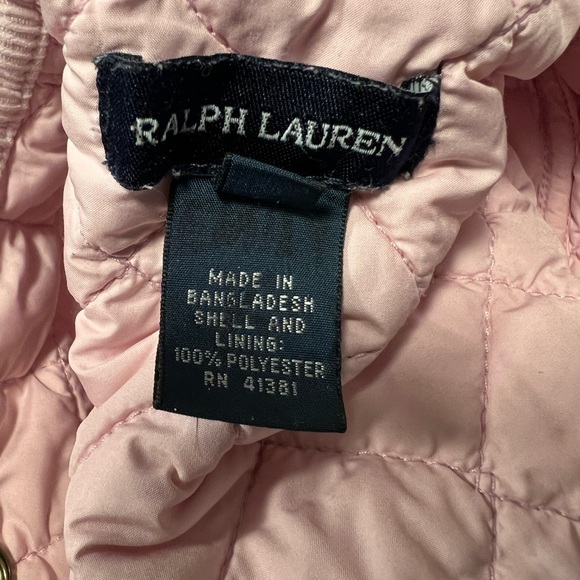 RALPH LAUREN
MADE IN
BANGLADESH
SHELL AND
LINING:
100% POLYESTER
RN 41381